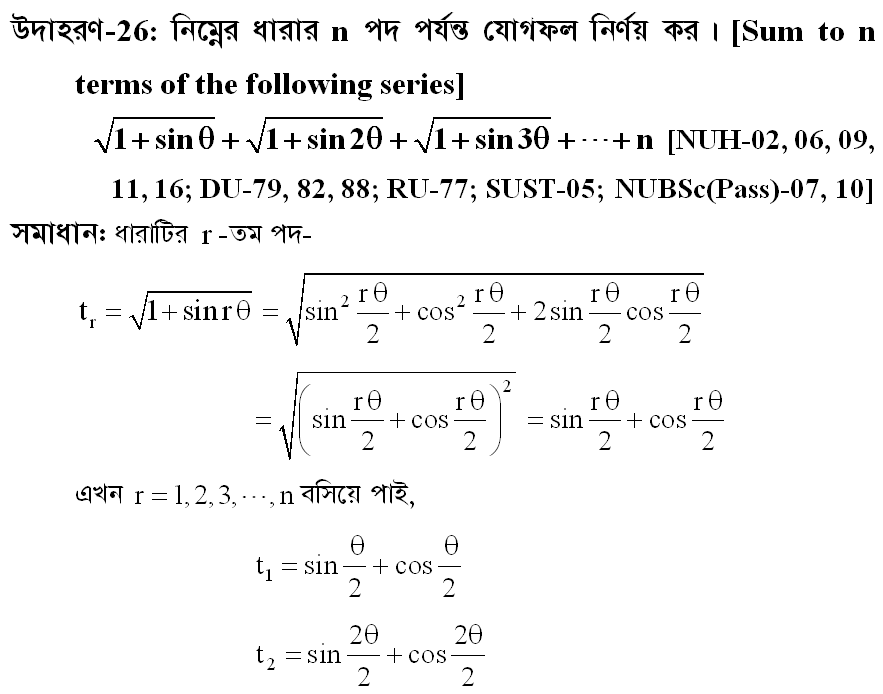 উদাহরণ-26: নিম্নের ধারার n পদ পর্যন্ত যোগফল নির্ণয় কর। [Sum to n
terms of the following series]
√(1+sinθ) + √(1+sin2θ) + √(1+sin3θ) + ⋯ + n [NUH-02, 06, 09,
11, 16; DU-79, 82, 88; RU-77; SUST-05; NUBSc(Pass)-07, 10]
সমাধানঃ ধারাটির r -তম পদ-
t_r = √(1+sinrθ) = √(sin² rθ/2 + cos² rθ/2 + 2sin rθ/2 cos rθ/2)
= √((sin rθ/2 + cos rθ/2)²) = sin rθ/2 + cos rθ/2
এখন r = 1, 2, 3, ⋯, n বসিয়ে পাই,
t₁ = sin θ/2 + cos θ/2
t₂ = sin 2θ/2 + cos 2θ/2